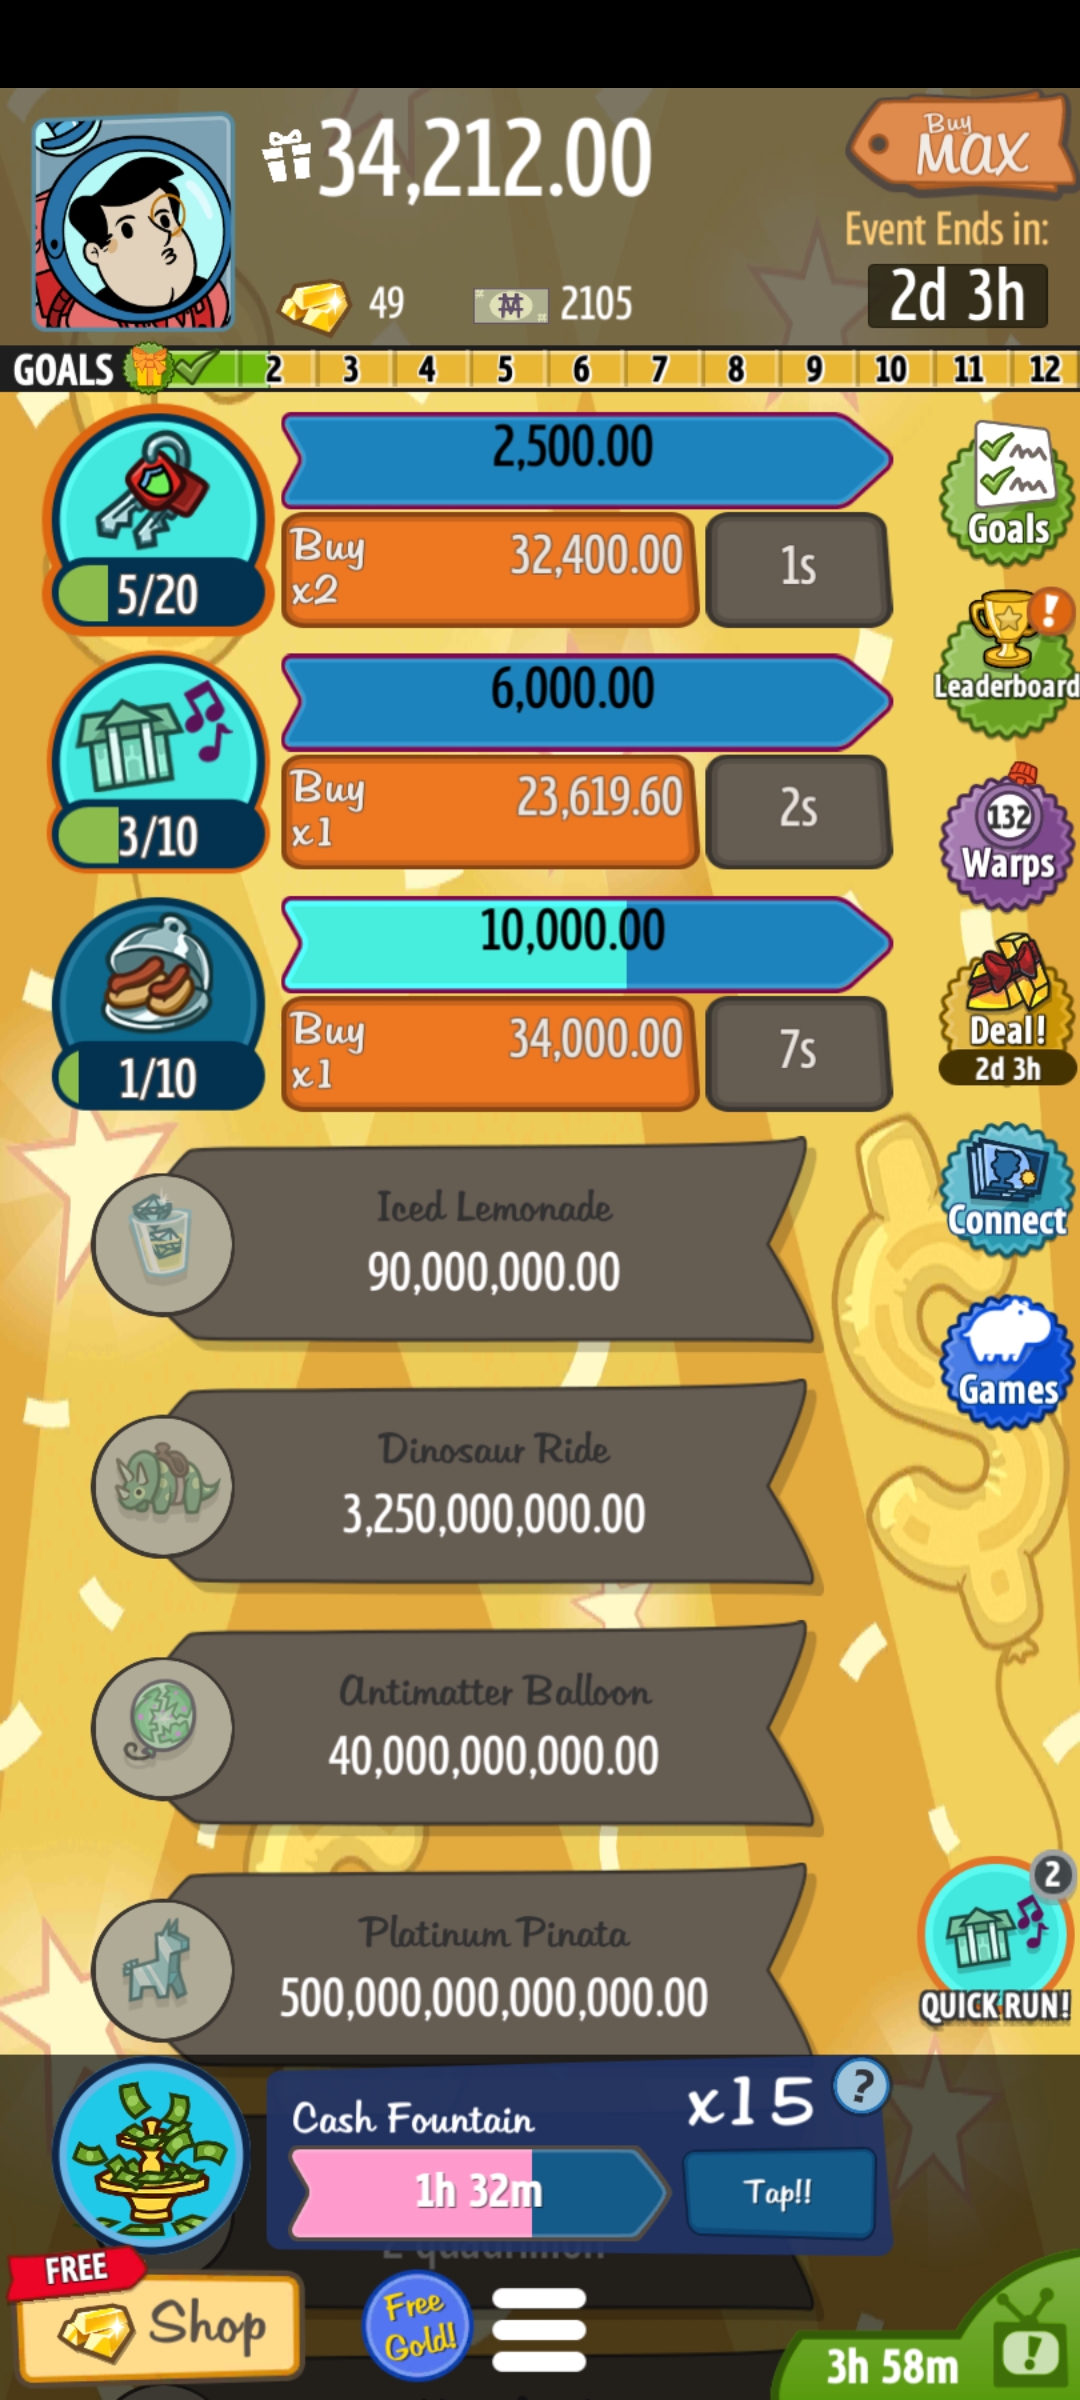 34,212.00
Buy
MAX
Event Ends in:
49
2105
2d 3h
GOALS 2 3 4 5 6 7 8 9 10 11 12
2,500.00
Buy
x2
32,400.00
1s
5/20
Goals
6,000.00
Leaderboard
Buy
x1
23,619.60
2s
3/10
132
Warps
10,000.00
Buy
x1
34,000.00
7s
1/10
Deal!
2d 3h
Iced Lemonade
90,000,000.00
Connect
Dinosaur Ride
3,250,000,000.00
Games
Antimatter Balloon
40,000,000,000.00
Platinum Pinata
500,000,000,000,000.00
2
QUICK RUN!
Cash Fountain
x15
?
1h 32m
Tap!!
2 quadrillion
FREE
Shop
Free
Gold!
3h 58m
!